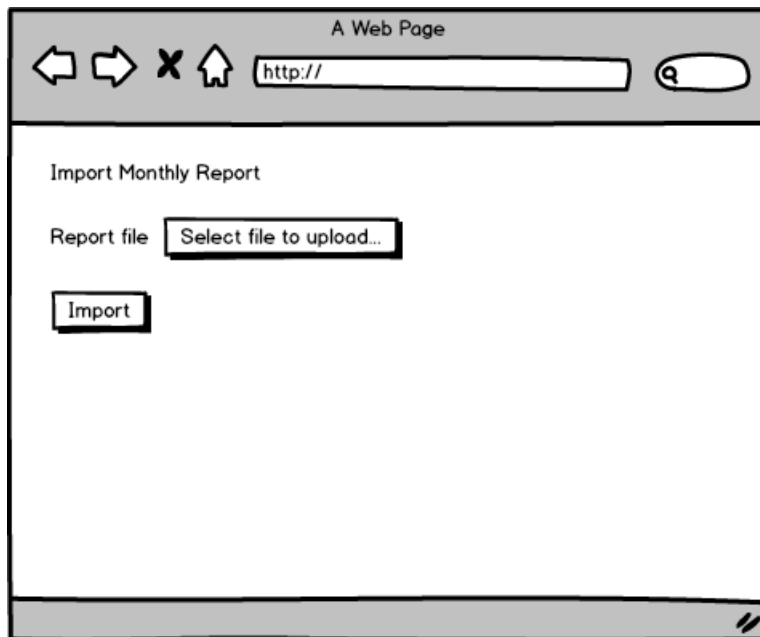 A Web Page
http://
Import Monthly Report
Report file Select file to upload...
Import